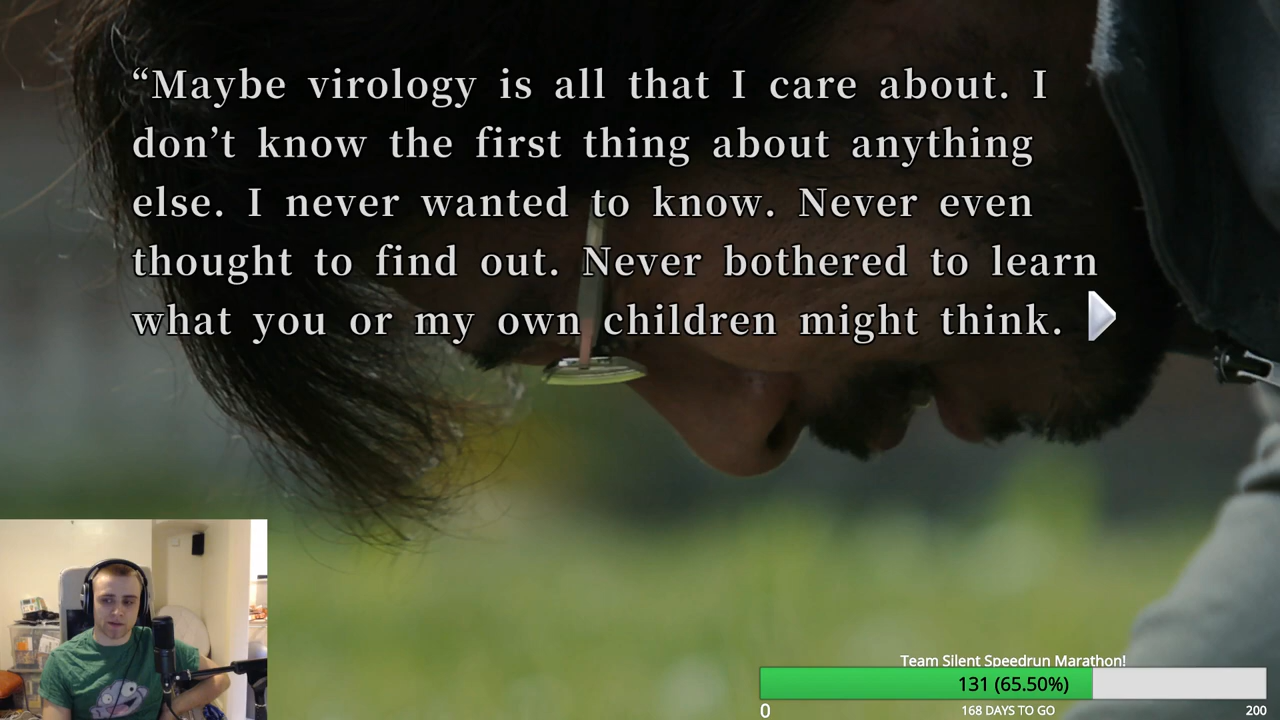 “Maybe virology is all that I care about. I
don’t know the first thing about anything
else. I never wanted to know. Never even
thought to find out. Never bothered to learn
what you or my own children might think.
Team Silent Speedrun Marathon!
131 (65.50%)
0 168 DAYS TO GO 200